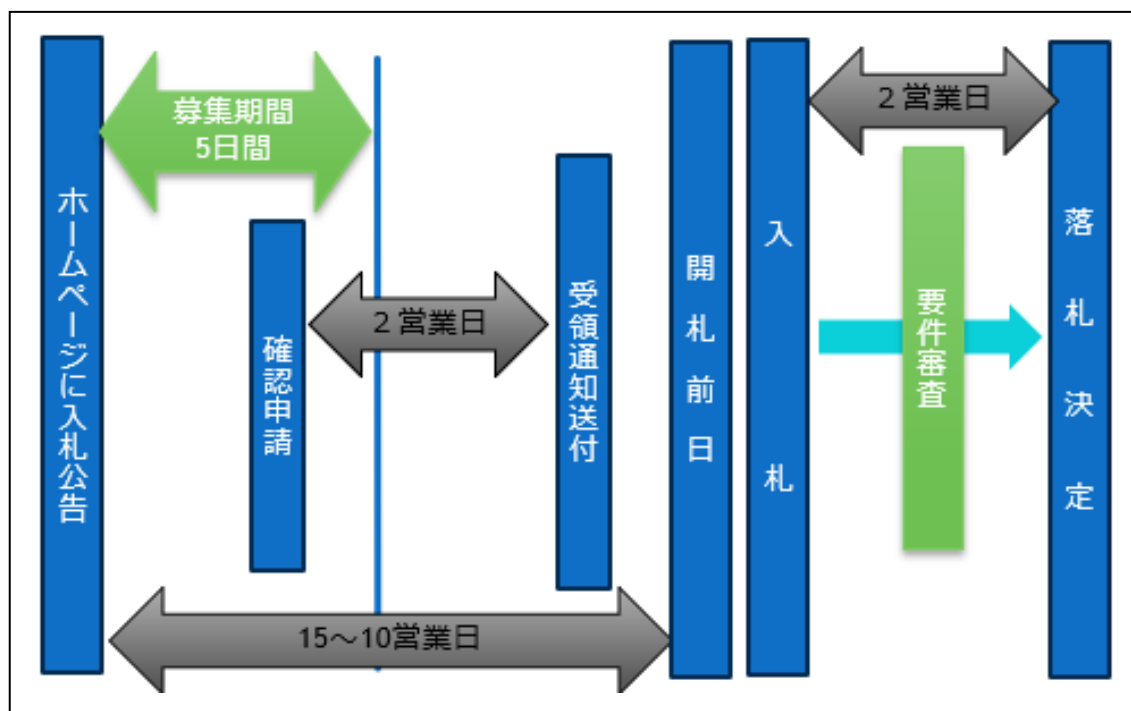 ホームページに入札公告
募集期間
5日間
確認申請
2営業日
受領通知送付
15～10営業日
開札前日
入札
2営業日
要件審査
落札決定